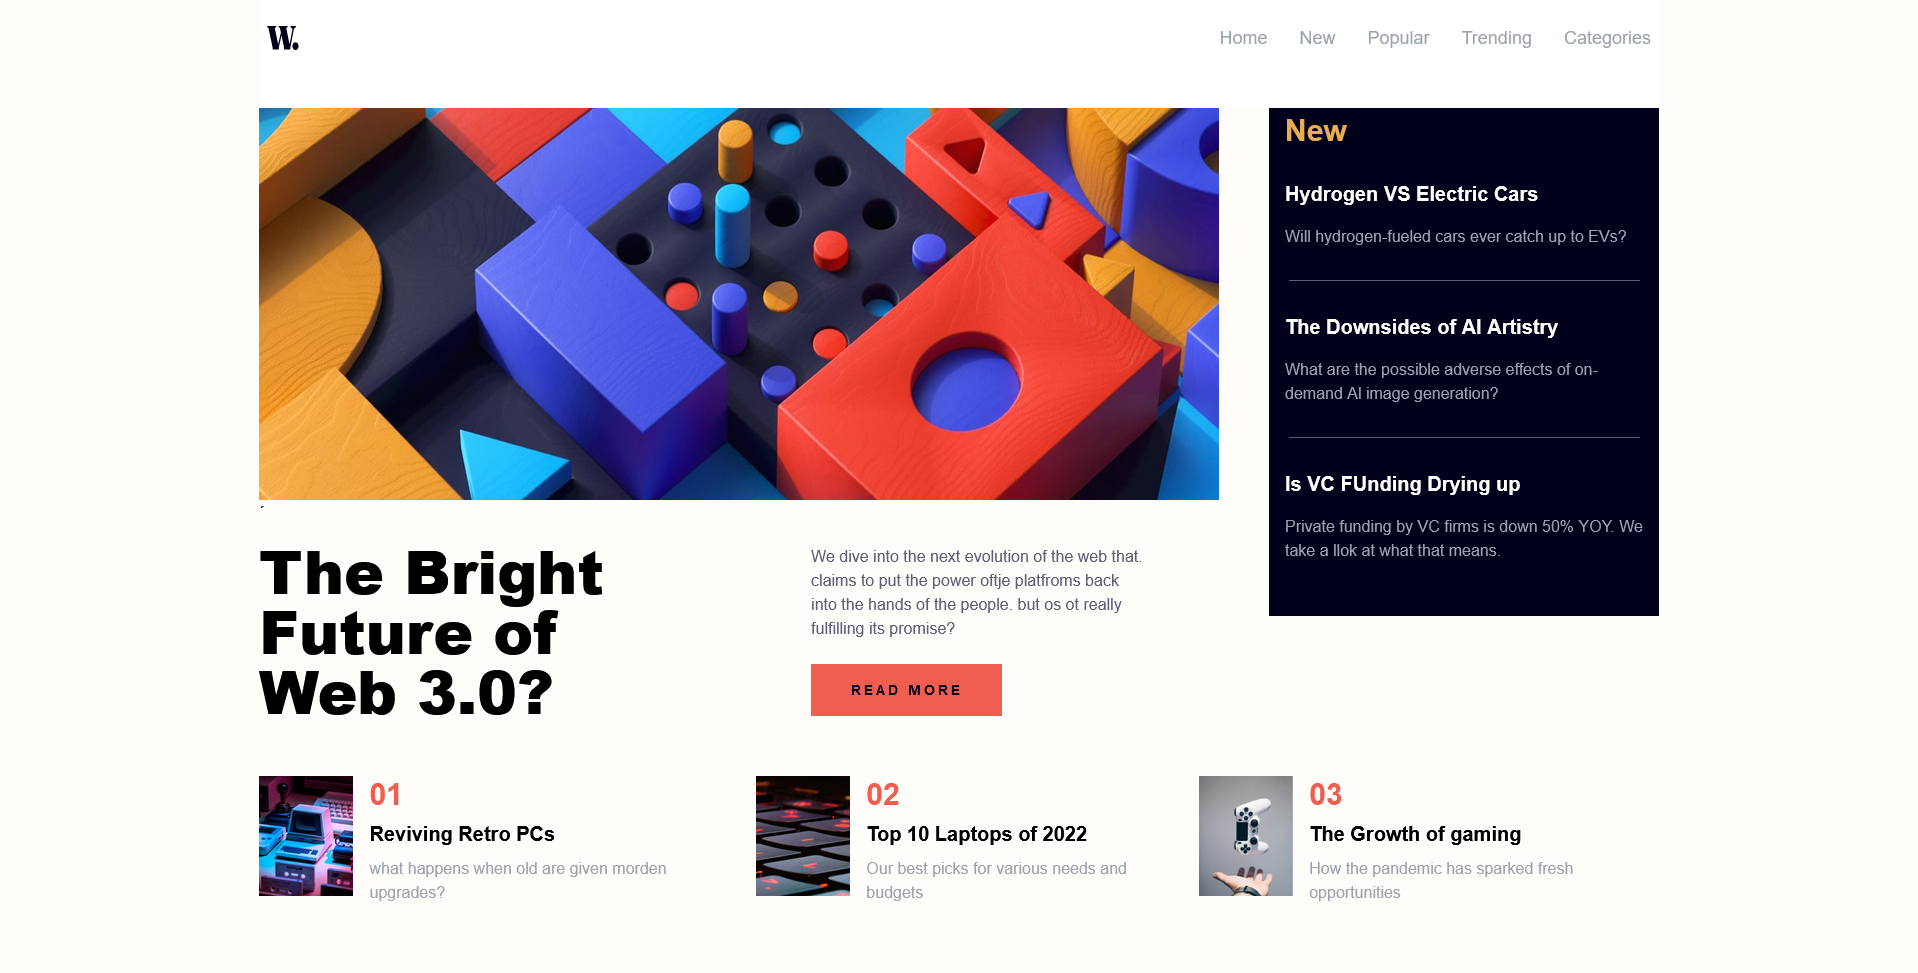 W.
Home New Popular Trending Categories
New
Hydrogen VS Electric Cars
Will hydrogen-fueled cars ever catch up to EVs?
The Downsides of AI Artistry
What are the possible adverse effects of on-
demand AI image generation?
Is VC FUnding Drying up
Private funding by VC firms is down 50% YOY. We
take a llok at what that means.
The Bright
Future of
Web 3.0?
We dive into the next evolution of the web that.
claims to put the power oftje platfroms back
into the hands of the people. but os ot really
fulfilling its promise?
READ MORE
01
Reviving Retro PCs
what happens when old are given morden
upgrades?
02
Top 10 Laptops of 2022
Our best picks for various needs and
budgets
03
The Growth of gaming
How the pandemic has sparked fresh
opportunities